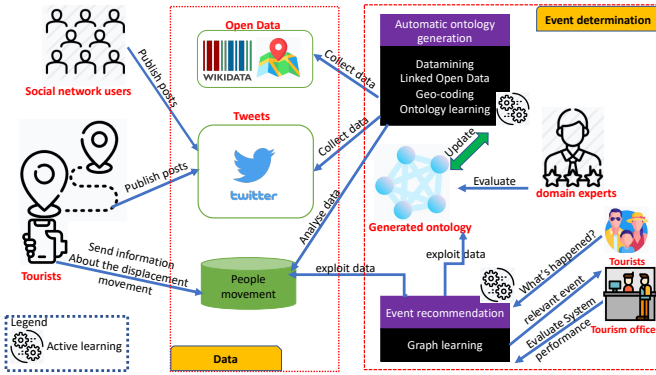 Open Data
WIKIDATA
Automatic ontology
generation
Event determination
Datamining
Linked Open Data
Geo-coding
Ontology learning
Collect data
Publish posts
Social network users
Tweets
twitter
Collect data
Update
Publish posts
Analyse data
Evaluate
domain experts
Generated ontology
Tourists
Send information
About the displacement
movement
People
movement
exploit data
exploit data
What's happened?
Tourists
relevant event
Tourism office
Evaluate System
performance
Event recommendation
Graph learning
Legend
Active learning
Data